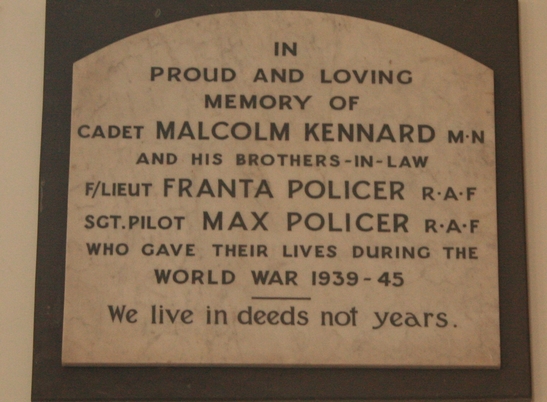 IN
PROUD AND LOVING
MEMORY OF
CADET MALCOLM KENNARD M·N
AND HIS BROTHERS-IN-LAW
F/LIEUT FRANTA POLICER R·A·F
SGT. PILOT MAX POLICER R·A·F
WHO GAVE THEIR LIVES DURING THE
WORLD WAR 1939-45
We live in deeds not years.